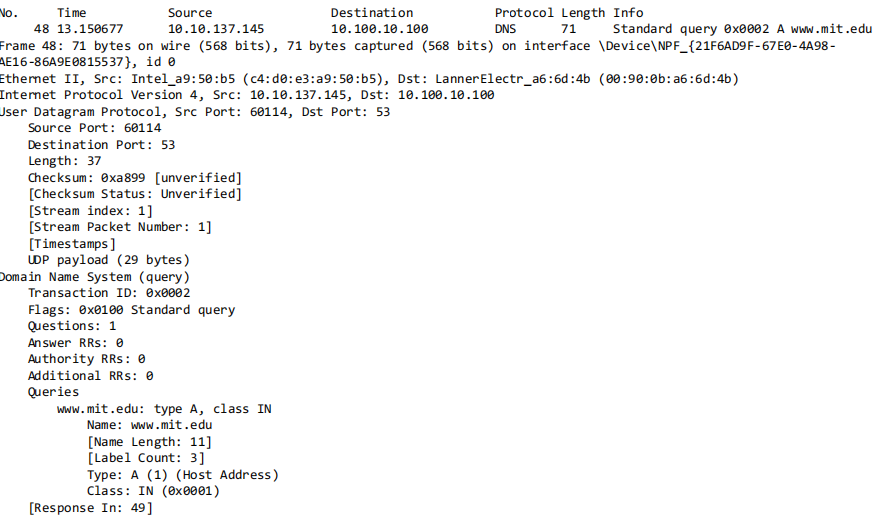 No. Time Source Destination Protocol Length Info
48 13.150677 10.10.137.145 10.100.10.100 DNS 71 Standard query 0x0002 A www.mit.edu
Frame 48: 71 bytes on wire (568 bits), 71 bytes captured (568 bits) on interface \Device\NPF_{21F6AD9F-67E0-4A98-
AE16-86A9E0815537}, id 0
Ethernet II, Src: Intel_a9:50:b5 (c4:d0:e3:a9:50:b5), Dst: LannerElectr_a6:6d:4b (00:90:0b:a6:6d:4b)
Internet Protocol Version 4, Src: 10.10.137.145, Dst: 10.100.10.100
User Datagram Protocol, Src Port: 60114, Dst Port: 53
Source Port: 60114
Destination Port: 53
Length: 37
Checksum: 0xa899 [unverified]
[Checksum Status: Unverified]
[Stream index: 1]
[Stream Packet Number: 1]
[Timestamps]
UDP payload (29 bytes)
Domain Name System (query)
Transaction ID: 0x0002
Flags: 0x0100 Standard query
Questions: 1
Answer RRs: 0
Authority RRs: 0
Additional RRs: 0
Queries
www.mit.edu: type A, class IN
Name: www.mit.edu
[Name Length: 11]
[Label Count: 3]
Type: A (1) (Host Address)
Class: IN (0x0001)
[Response In: 49]